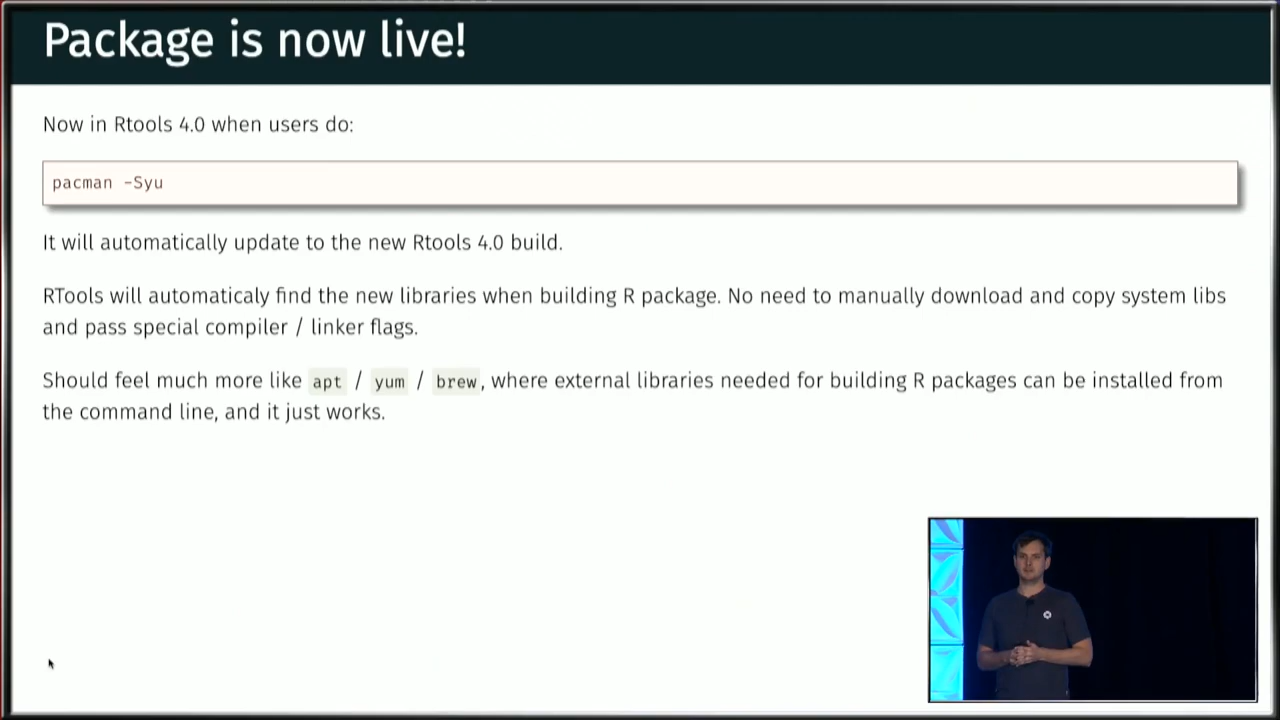 Package is now live!
Now in Rtools 4.0 when users do:
pacman -Syu
It will automatically update to the new Rtools 4.0 build.
RTools will automaticaly find the new libraries when building R package. No need to manually download and copy system libs
and pass special compiler / linker flags.
Should feel much more like apt / yum / brew, where external libraries needed for building R packages can be installed from
the command line, and it just works.